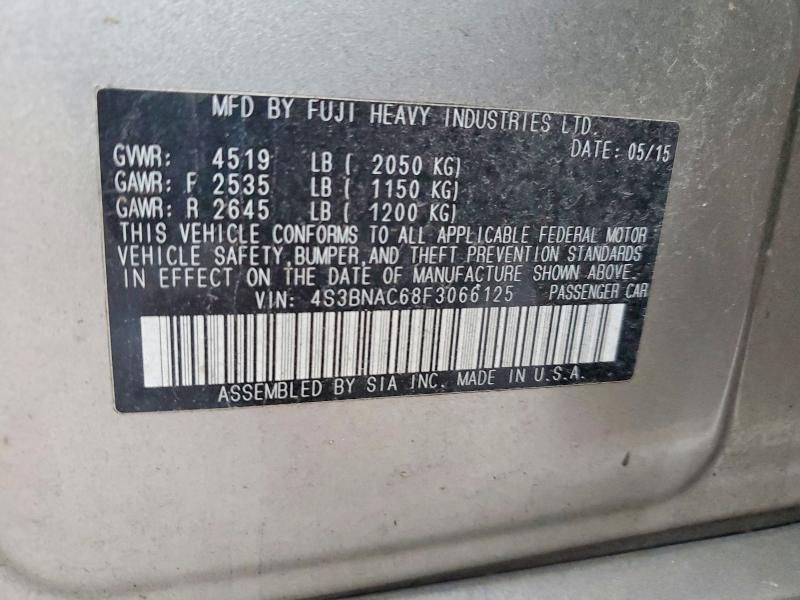 MFD BY FUJI HEAVY INDUSTRIES LTD.
DATE: 05/15
GVWR: 4519 LB ( 2050 KG)
GAWR: F 2535 LB ( 1150 KG)
GAWR: R 2645 LB ( 1200 KG)
THIS VEHICLE CONFORMS TO ALL APPLICABLE FEDERAL MOTOR
VEHICLE SAFETY, BUMPER, AND THEFT PREVENTION STANDARDS
IN EFFECT ON THE DATE OF MANUFACTURE SHOWN ABOVE.
VIN: 4S3BNAC68F3066125 PASSENGER CAR
ASSEMBLED BY SIA INC. MADE IN U.S.A.